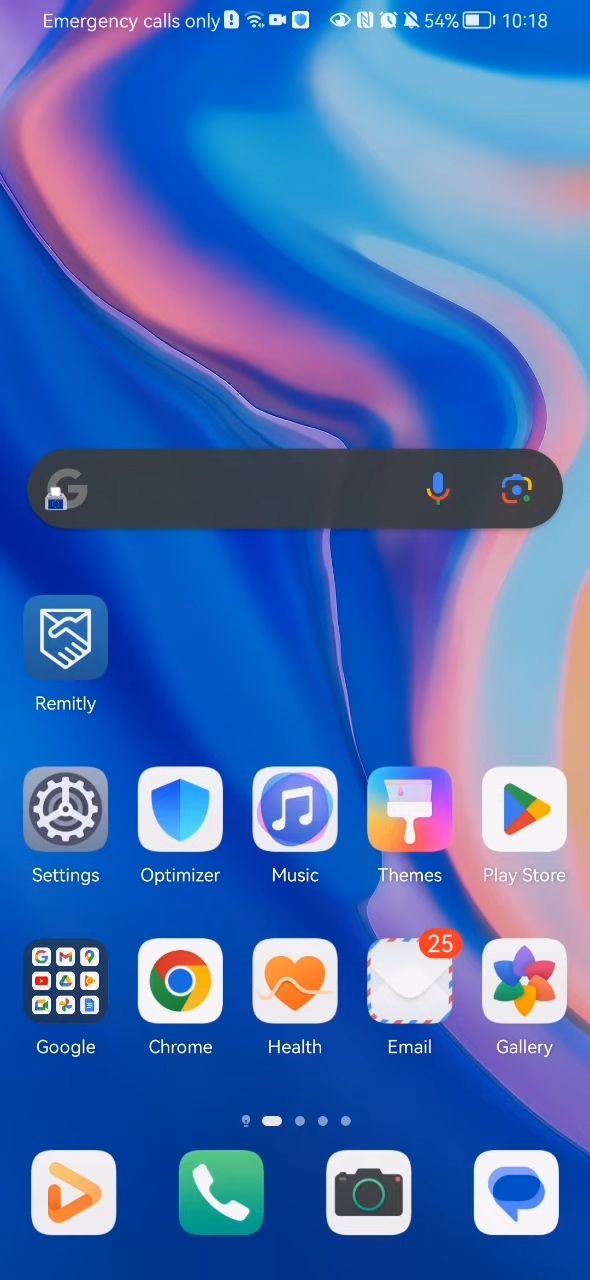 Emergency calls only 54% 10:18
Remitly
Settings Optimizer Music Themes Play Store
25
Google Chrome Health Email Gallery